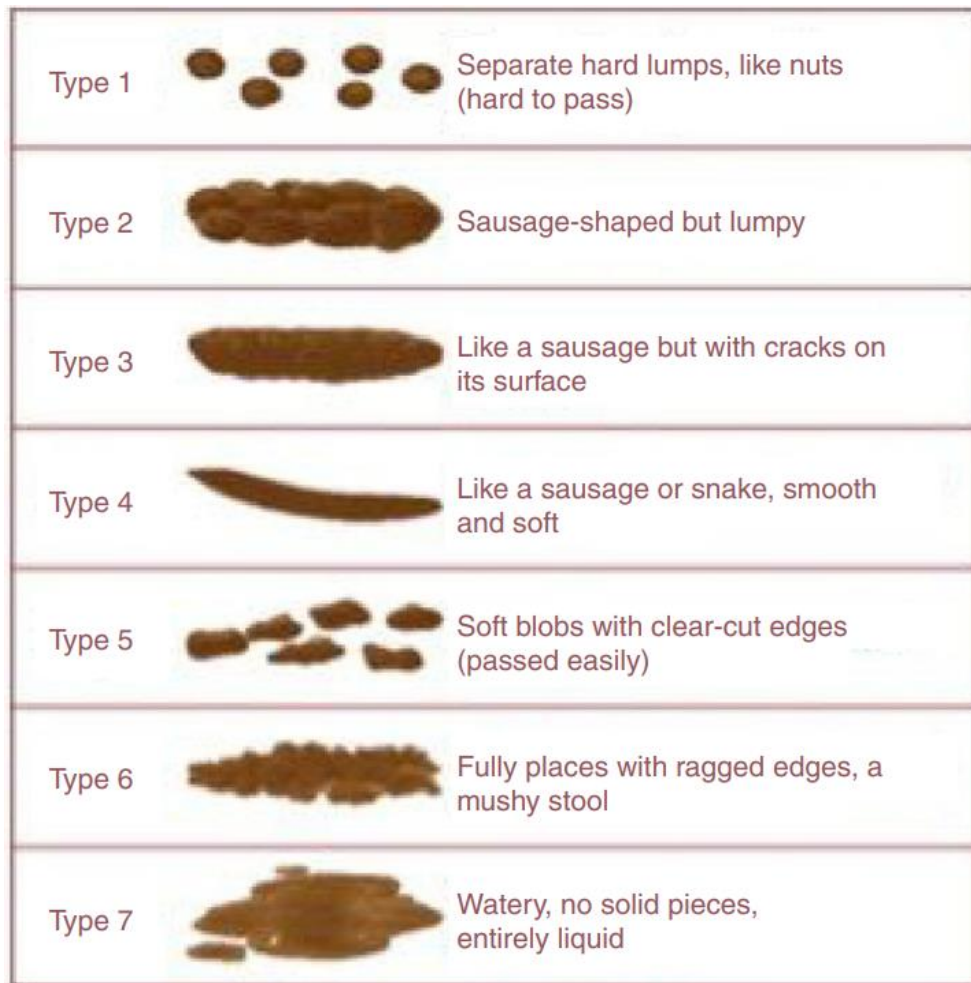 Type 1
Separate hard lumps, like nuts
(hard to pass)
Type 2
Sausage-shaped but lumpy
Type 3
Like a sausage but with cracks on
its surface
Type 4
Like a sausage or snake, smooth
and soft
Type 5
Soft blobs with clear-cut edges
(passed easily)
Type 6
Fully places with ragged edges, a
mushy stool
Type 7
Watery, no solid pieces,
entirely liquid